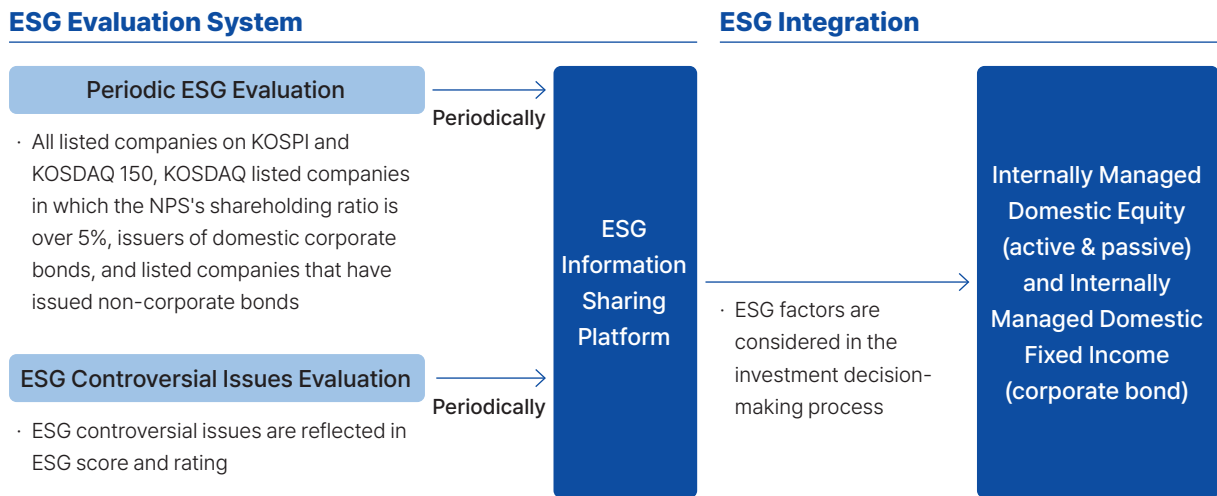 ESG Evaluation System
Periodic ESG Evaluation
Periodically
· All listed companies on KOSPI and
KOSDAQ 150, KOSDAQ listed companies
in which the NPS's shareholding ratio is
over 5%, issuers of domestic corporate
bonds, and listed companies that have
issued non-corporate bonds
ESG Controversial Issues Evaluation
Periodically
· ESG controversial issues are reflected in
ESG score and rating
ESG
Information
Sharing
Platform
ESG Integration
· ESG factors are
considered in the
investment decision-
making process
Internally Managed
Domestic Equity
(active & passive)
and Internally
Managed Domestic
Fixed Income
(corporate bond)